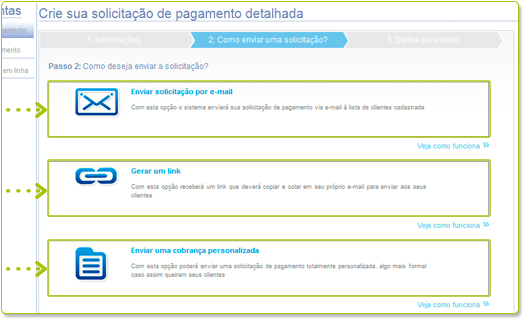 ntas
Crie sua solicitação de pagamento detalhada
amento
mento
em linha
1. Informações
2. Como enviar uma solicitação?
3. Dados para envio
Passo 2: Como deseja enviar a solicitação?
Enviar solicitação por e-mail
Com esta opção o sistema enviará sua solicitação de pagamento via e-mail á lista de clientes cadastrada
Veja como funciona »
Gerar um link
Com esta opção receberá um link que deverá copiar e colar em seu próprio e-mail para enviar aos seus
clientes
Veja como funciona »
Enviar uma cobrança personalizada
Com esta opção poderá enviar uma solicitação de pagamento totalmente personalizada, algo mais formal
caso assim queiram seus clientes
Veja como funciona »